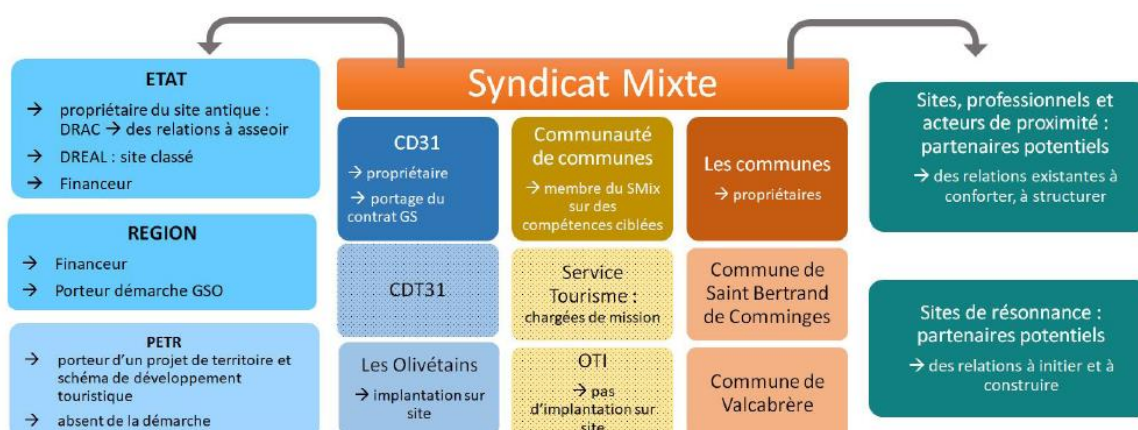 Syndicat Mixte
ETAT
→ propriétaire du site antique :
DRAC → des relations à asseoir
→ DREAL : site classé
→ Financeur
REGION
→ Financeur
→ Porteur démarche GSO
PETR
→ porteur d'un projet de territoire et
schéma de développement
touristique
→ absent de la démarche
CD31
→ propriétaire
→ portage du
contrat GS
CDT31
Les Olivétains
→ implantation sur
site
Communauté
de communes
→ membre du SMix
sur des
compétences ciblées
Service
Tourisme :
chargées de mission
OTI
→ pas
d'implantation sur
site
Les communes
→ propriétaires
Commune de
Saint Bertrand
de Comminges
Commune de
Valcabrère
Sites, professionnels et
acteurs de proximité :
partenaires potentiels
→ des relations existantes à
conforter, à structurer
Sites de résonnance :
partenaires potentiels
→ des relations à initier et à
construire